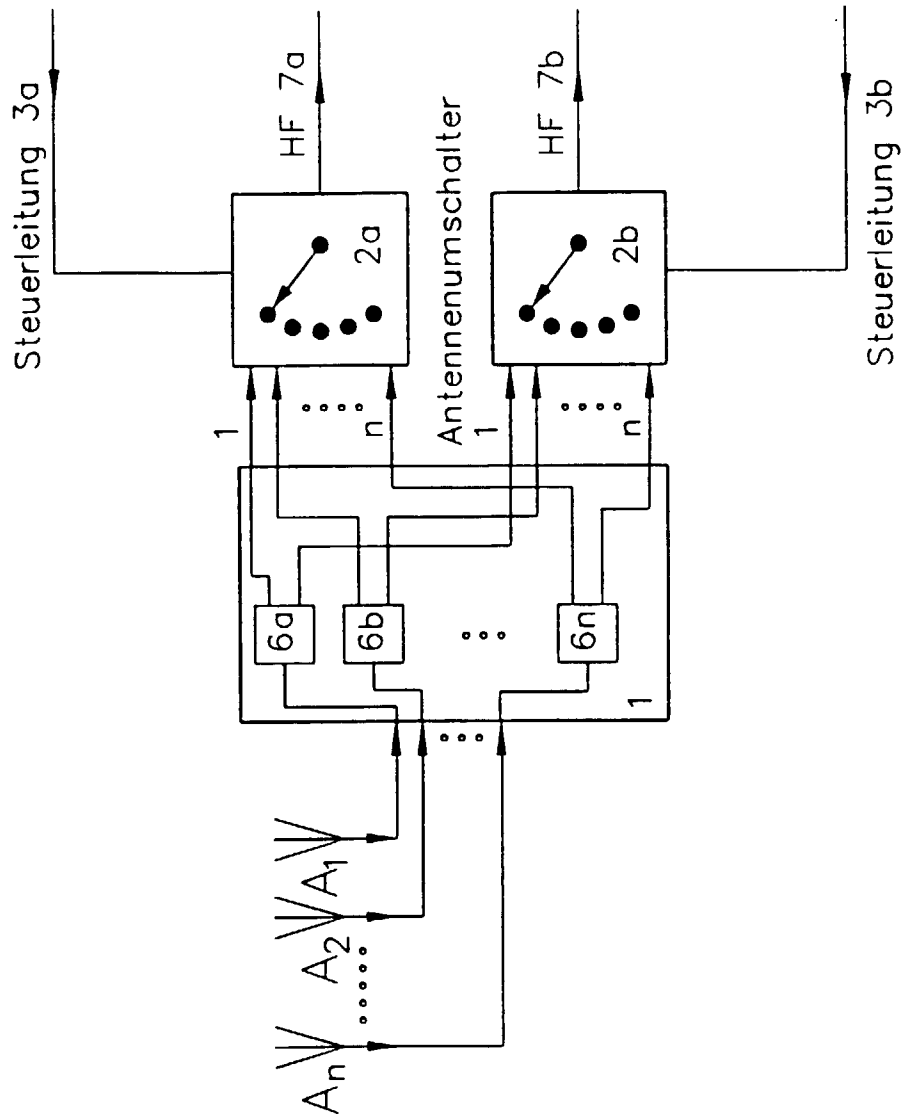 Steuerleitung 3a
HF 7a
2a
1
n
6a
6b
6n
1
Antennenumschalter
HF 7b
2b
1
n
Steuerleitung 3b
A1
A2
An